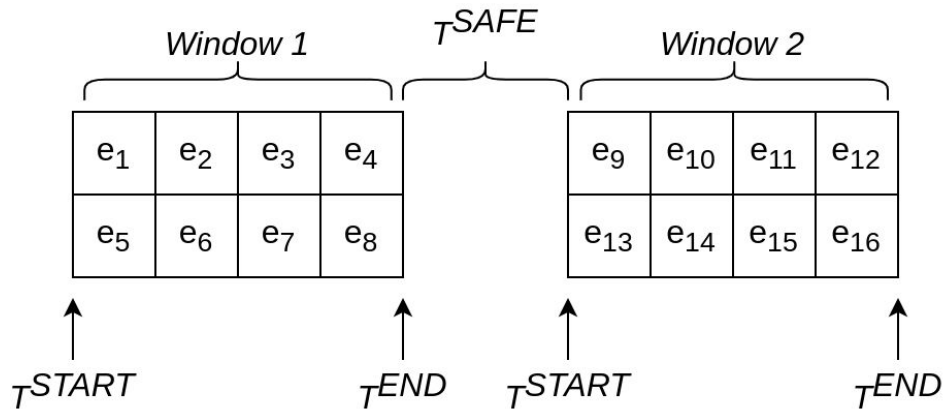 Window 1 T^SAFE Window 2
e₁ e₂ e₃ e₄ e₉ e₁₀ e₁₁ e₁₂
e₅ e₆ e₇ e₈ e₁₃ e₁₄ e₁₅ e₁₆
T^START T^END T^START T^END